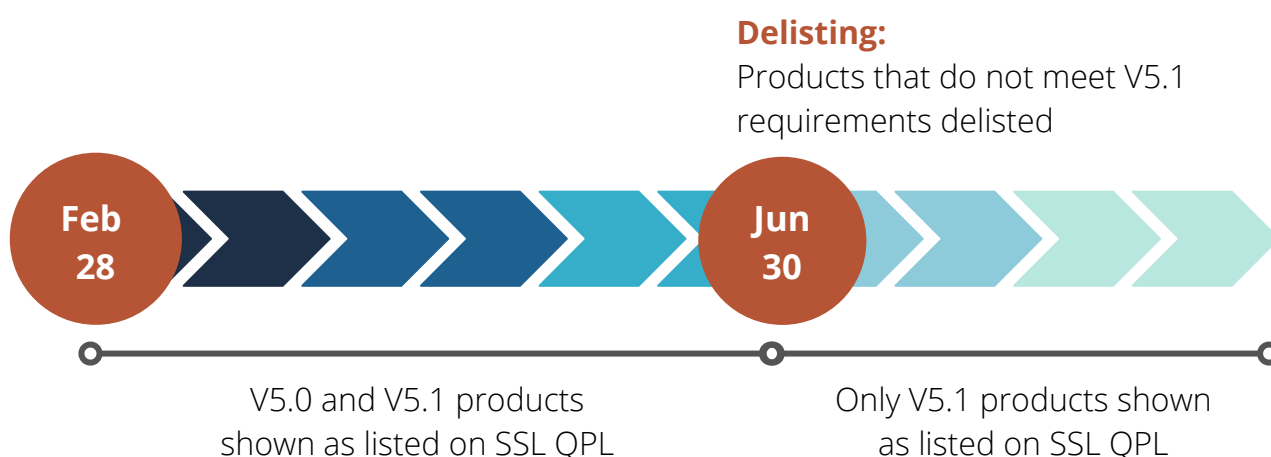 Delisting:
Products that do not meet V5.1
requirements delisted
Feb
28
Jun
30
V5.0 and V5.1 products
shown as listed on SSL QPL
Only V5.1 products shown
as listed on SSL QPL